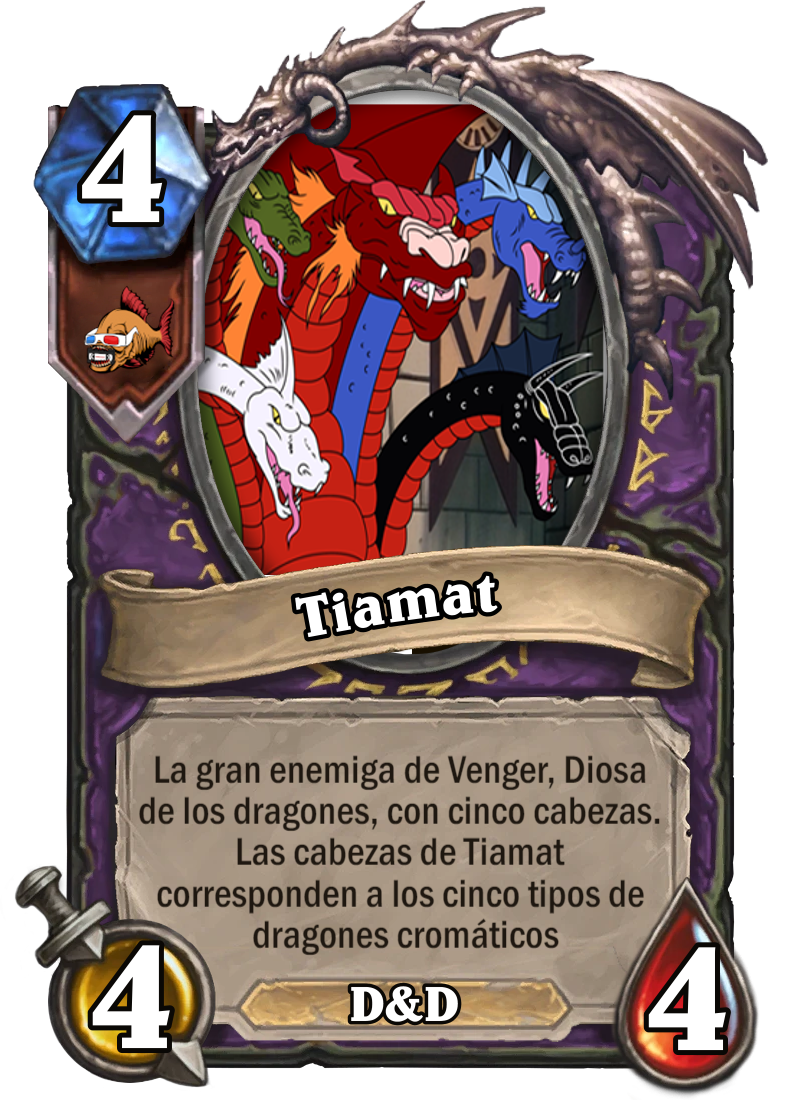 4
Tiamat
La gran enemiga de Venger, Diosa
de los dragones, con cinco cabezas.
Las cabezas de Tiamat
corresponden a los cinco tipos de
dragones cromáticos
4
D&D
4